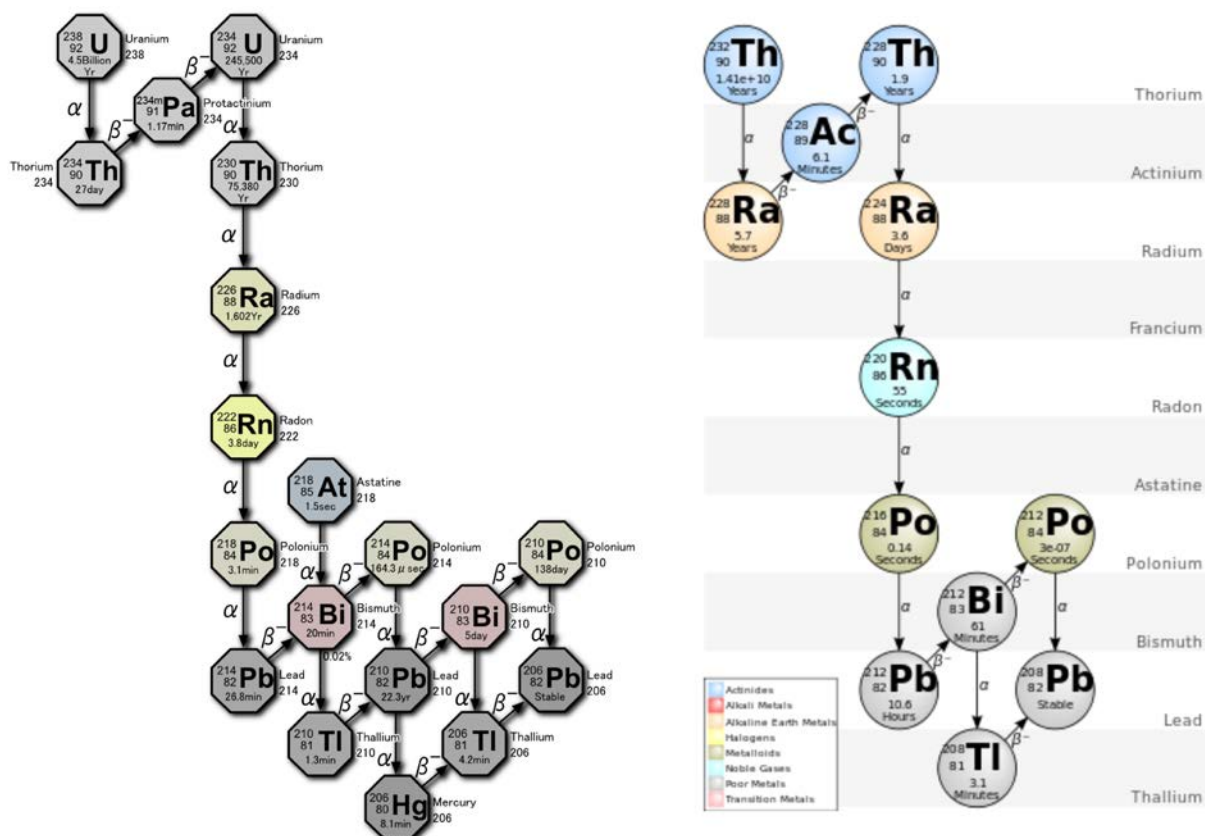 238
92 U
4.5Billion
Yr
Uranium
238
234
92 U
245,500
Yr
Uranium
234
β⁻
234m
91 Pa
1.17min
Protactinium
234
α
β⁻
α
Thorium
234
234
90 Th
27day
230
90 Th
75,380
Yr
Thorium
230
α
226
88 Ra
1,602Yr
Radium
226
α
222
86 Rn
3.8day
Radon
222
α
218
85 At
1.5sec
Astatine
218
218
84 Po
3.1min
Polonium
218
α
β⁻
214
84 Po
164.3 μ sec
Polonium
214
β⁻
210
84 Po
138day
Polonium
210
α
β⁻
214
83 Bi
20min
Bismuth
214
0.02%
α
β⁻
210
83 Bi
5day
Bismuth
210
α
214
82 Pb
26.8min
Lead
214
α
β⁻
210
82 Pb
22.3yr
Lead
210
α
β⁻
206
82 Pb
Stable
Lead
206
210
81 Tl
1.3min
Thallium
210
α
β⁻
206
81 Tl
4.2min
Thallium
206
206
80 Hg
8.1min
Mercury
206
232
90 Th
1.41e+10
Years
228
90 Th
1.9
Years
Thorium
α
β⁻
228
89 Ac
6.1
Minutes
α
β⁻
Actinium
228
88 Ra
5.7
Years
224
88 Ra
3.6
Days
Radium
α
Francium
220
86 Rn
55
Seconds
Radon
α
Astatine
216
84 Po
0.14
Seconds
212
84 Po
3e-07
Seconds
Polonium
α
β⁻
212
83 Bi
61
Minutes
β⁻
α
Bismuth
212
82 Pb
10.6
Hours
α
208
82 Pb
Stable
Lead
β⁻
208
81 Tl
3.1
Minutes
Thallium
Actinides
Alkali Metals
Alkaline Earth Metals
Halogens
Metalloids
Noble Gases
Poor Metals
Transition Metals